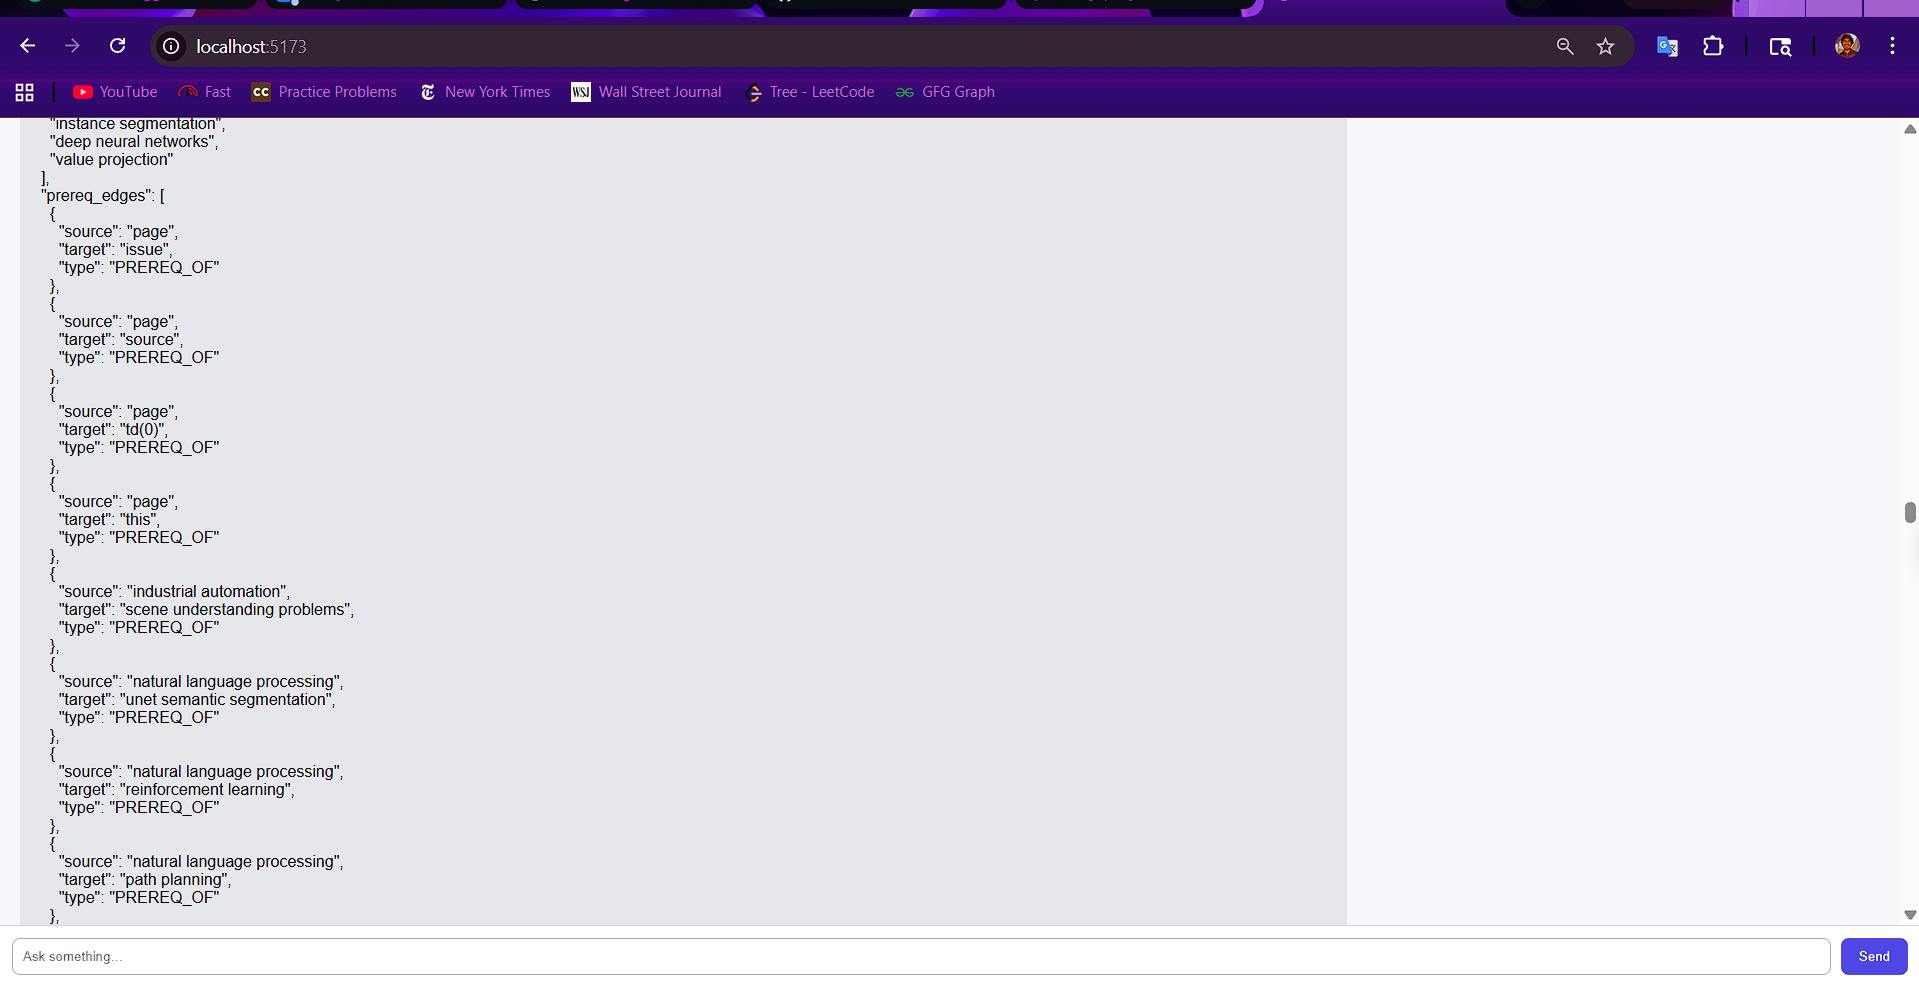 localhost:5173
YouTube Fast CC Practice Problems New York Times WSJ Wall Street Journal Tree - LeetCode GFG Graph
"instance segmentation",
"deep neural networks",
"value projection"
],
"prereq_edges": [
{
"source": "page",
"target": "issue",
"type": "PREREQ_OF"
},
{
"source": "page",
"target": "source",
"type": "PREREQ_OF"
},
{
"source": "page",
"target": "td(0)",
"type": "PREREQ_OF"
},
{
"source": "page",
"target": "this",
"type": "PREREQ_OF"
},
{
"source": "industrial automation",
"target": "scene understanding problems",
"type": "PREREQ_OF"
},
{
"source": "natural language processing",
"target": "unet semantic segmentation",
"type": "PREREQ_OF"
},
{
"source": "natural language processing",
"target": "reinforcement learning",
"type": "PREREQ_OF"
},
{
"source": "natural language processing",
"target": "path planning",
"type": "PREREQ_OF"
},
Ask something...
Send